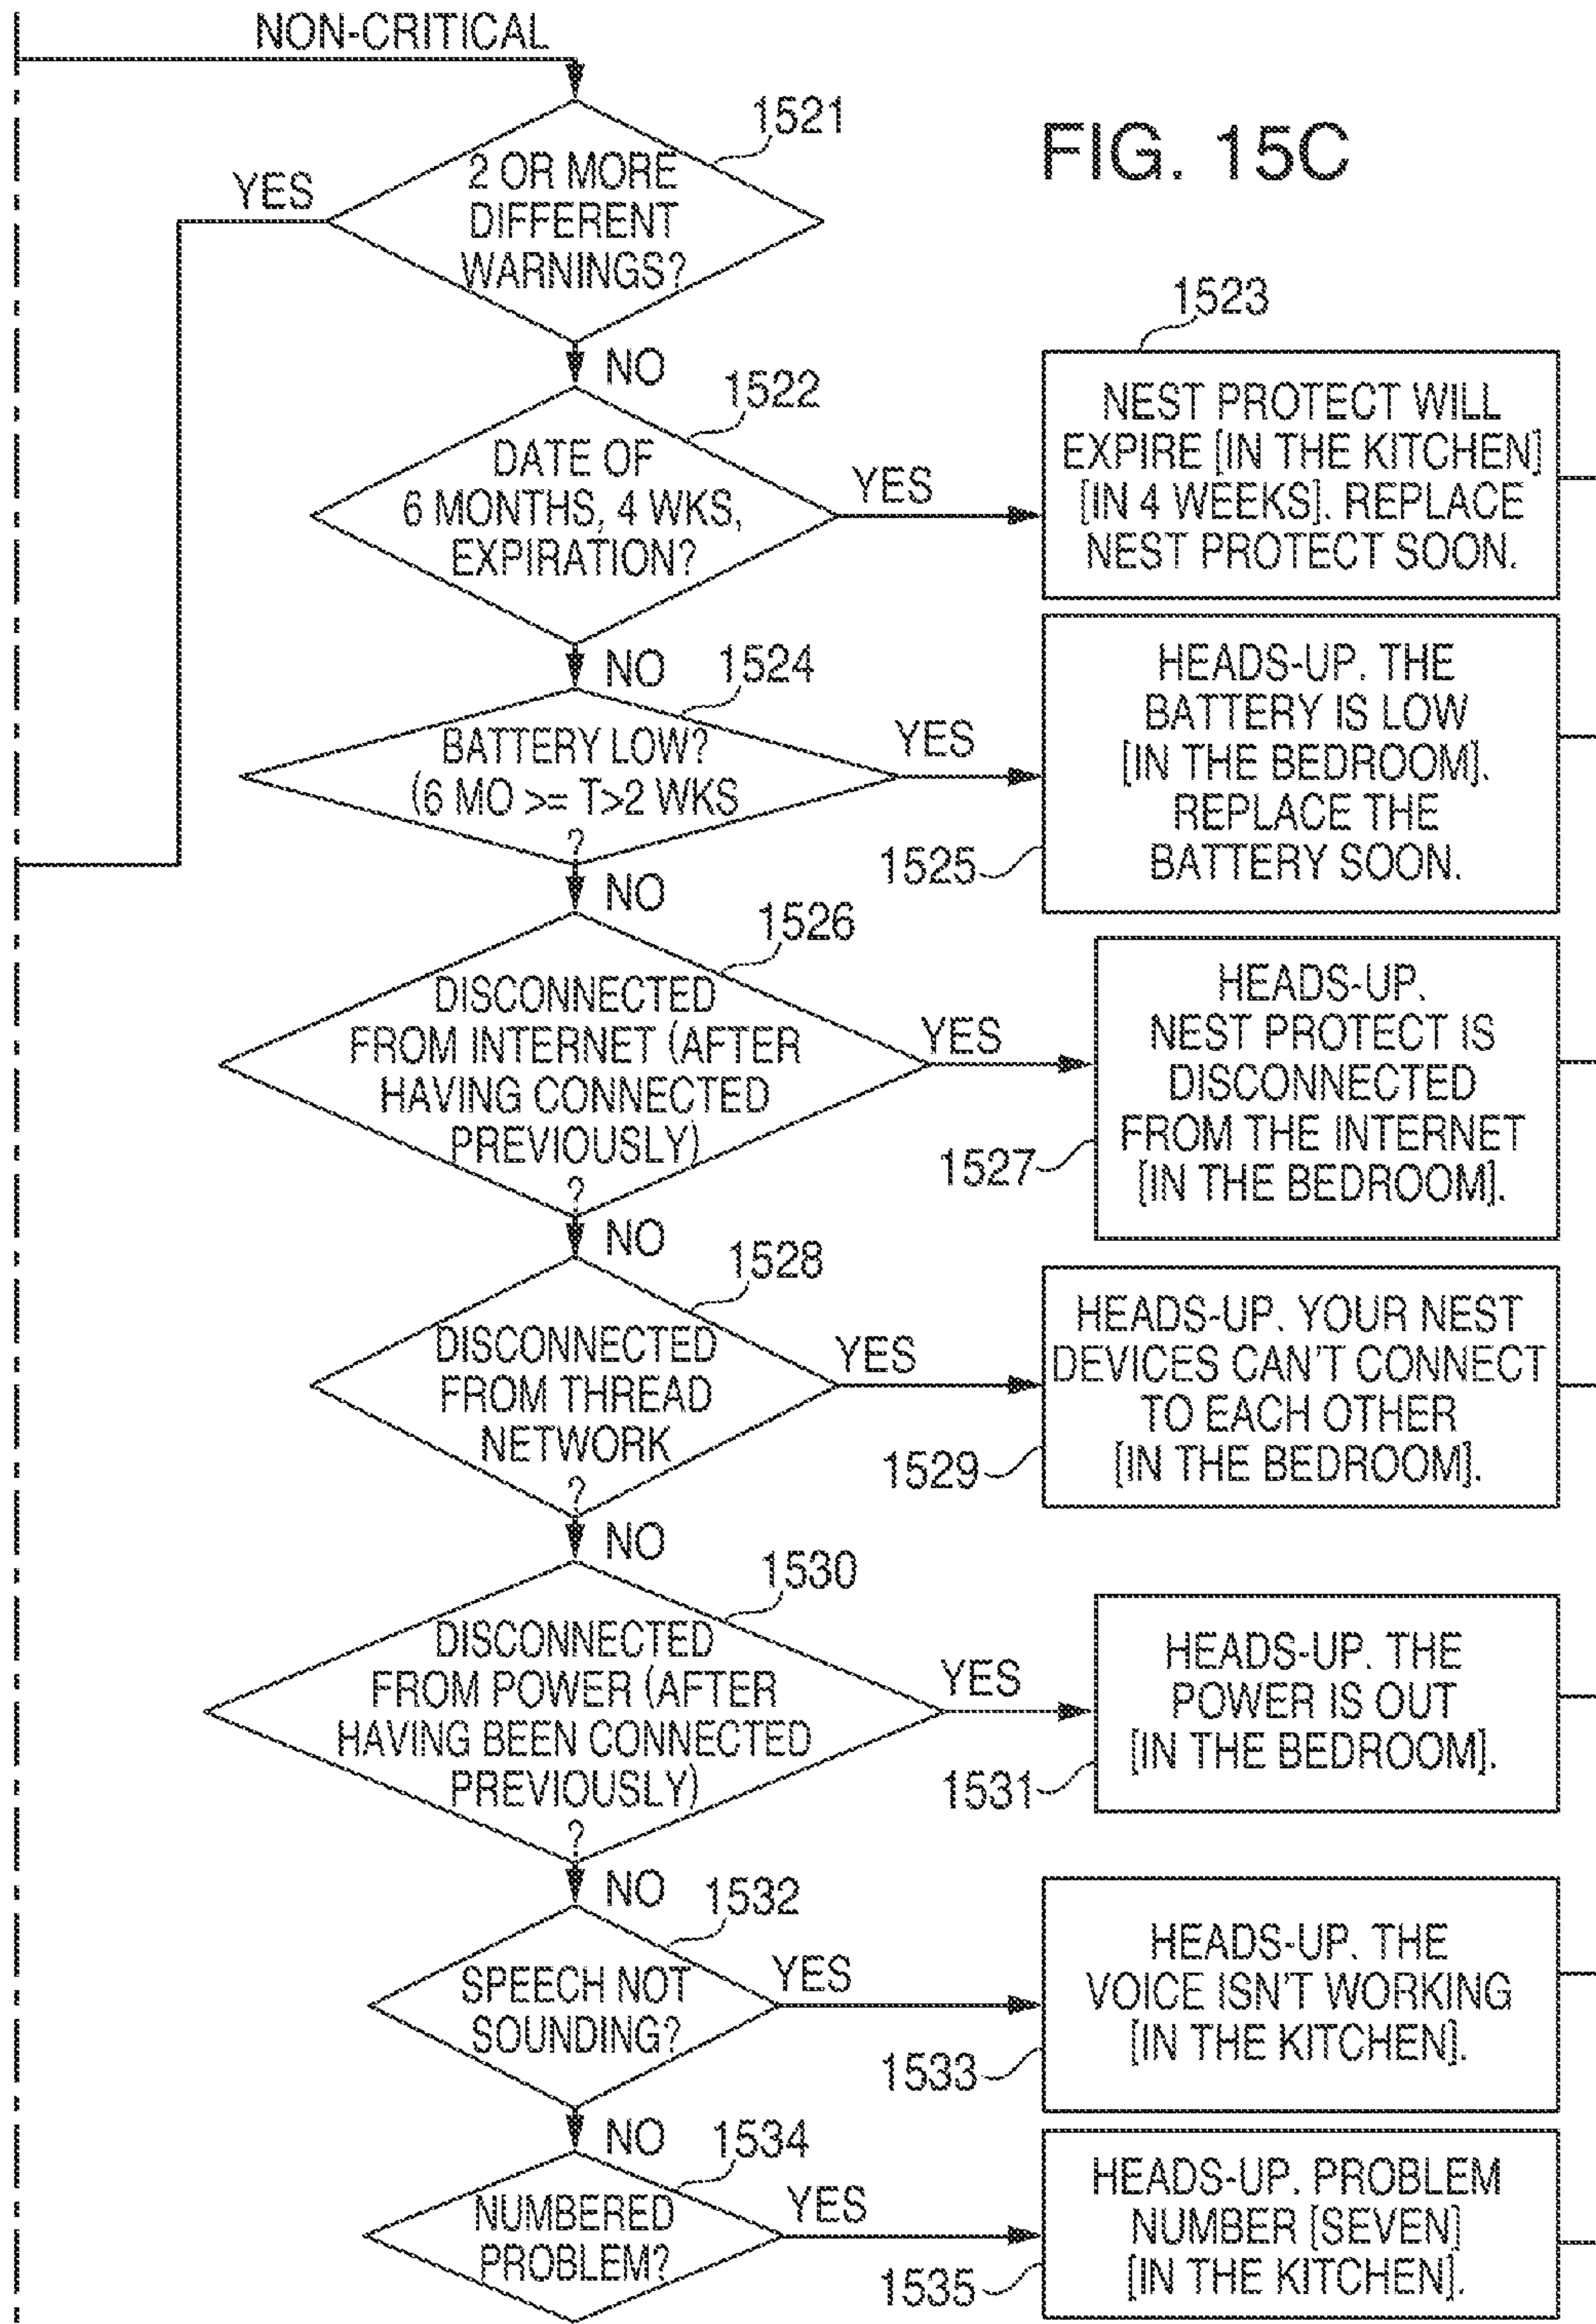 NON-CRITICAL
FIG. 15C
1521
YES
2 OR MORE
DIFFERENT
WARNINGS?
NO
1522
DATE OF
6 MONTHS, 4 WKS,
EXPIRATION?
YES
1523
NEST PROTECT WILL
EXPIRE [IN THE KITCHEN]
[IN 4 WEEKS]. REPLACE
NEST PROTECT SOON.
NO
1524
BATTERY LOW?
(6 MO >= T>2 WKS
?
YES
1525
HEADS-UP. THE
BATTERY IS LOW
[IN THE BEDROOM].
REPLACE THE
BATTERY SOON.
NO
1526
DISCONNECTED
FROM INTERNET (AFTER
HAVING CONNECTED
PREVIOUSLY)
?
YES
1527
HEADS-UP.
NEST PROTECT IS
DISCONNECTED
FROM THE INTERNET
[IN THE BEDROOM].
NO
1528
DISCONNECTED
FROM THREAD
NETWORK
?
YES
1529
HEADS-UP. YOUR NEST
DEVICES CAN'T CONNECT
TO EACH OTHER
[IN THE BEDROOM].
NO
1530
DISCONNECTED
FROM POWER (AFTER
HAVING BEEN CONNECTED
PREVIOUSLY)
?
YES
1531
HEADS-UP. THE
POWER IS OUT
[IN THE BEDROOM].
NO
1532
SPEECH NOT
SOUNDING?
YES
1533
HEADS-UP. THE
VOICE ISN'T WORKING
[IN THE KITCHEN].
NO
1534
NUMBERED
PROBLEM?
YES
1535
HEADS-UP. PROBLEM
NUMBER [SEVEN]
[IN THE KITCHEN].